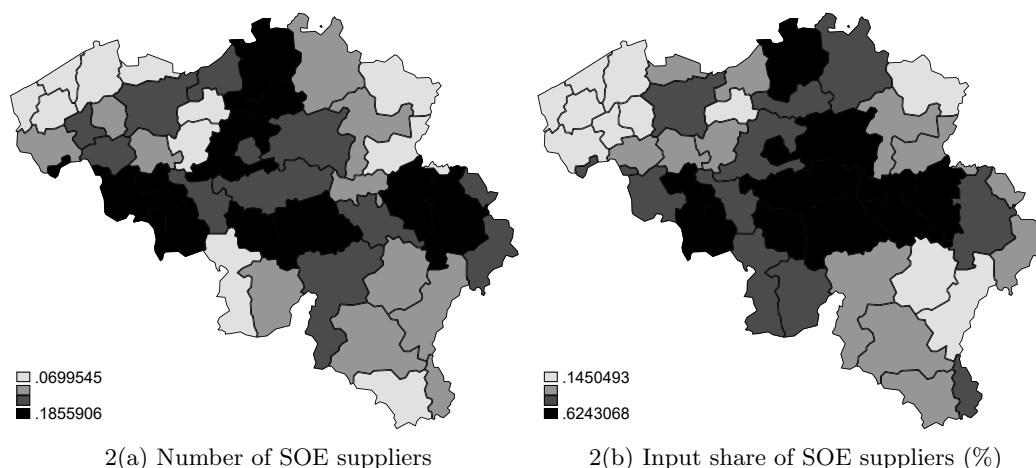 .0699545
.1855906
2(a) Number of SOE suppliers
.1450493
.6243068
2(b) Input share of SOE suppliers (%)